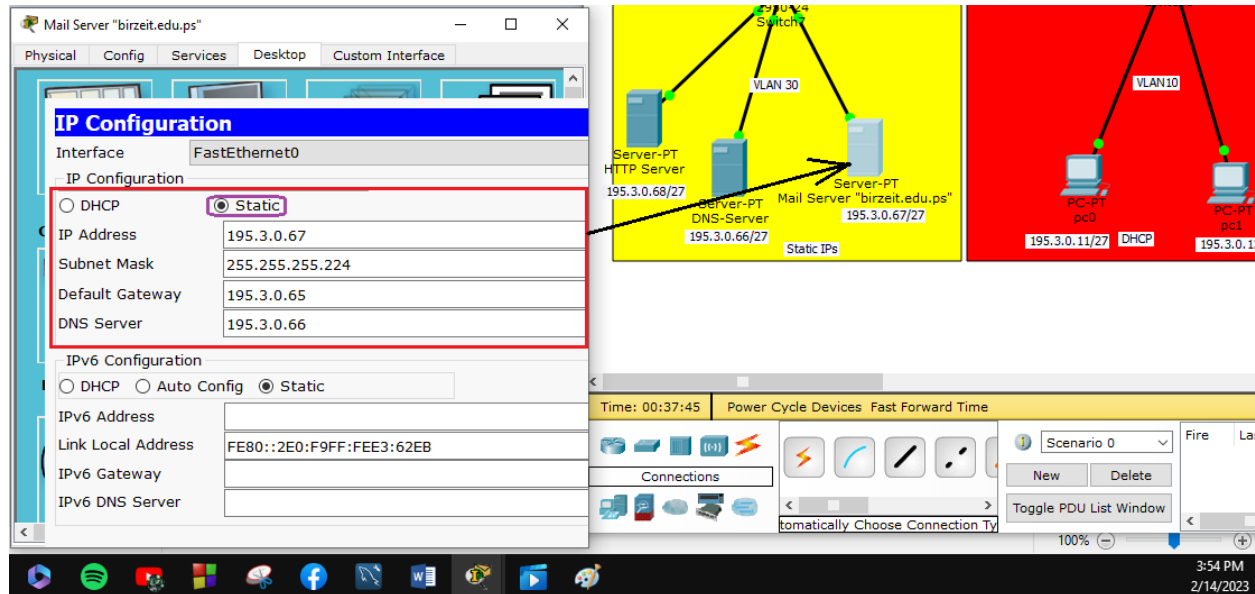 Mail Server "birzeit.edu.ps"
Physical Config Services Desktop Custom Interface
IP Configuration
Interface FastEthernet0
IP Configuration
DHCP Static
IP Address 195.3.0.67
Subnet Mask 255.255.255.224
Default Gateway 195.3.0.65
DNS Server 195.3.0.66
IPv6 Configuration
DHCP Auto Config Static
IPv6 Address
Link Local Address FE80::2E0:F9FF:FEE3:62EB
IPv6 Gateway
IPv6 DNS Server
Switch7
VLAN 30
Server-PT
HTTP Server
195.3.0.68/27
Server-PT
DNS-Server
195.3.0.66/27
Server-PT
Mail Server "birzeit.edu.ps"
195.3.0.67/27
Static IPs
VLAN10
PC-PT
pc0
195.3.0.11/27 DHCP
PC-PT
pc1
Time: 00:37:45 Power Cycle Devices Fast Forward Time
Connections
tomatically Choose Connection Ty
Scenario 0
New Delete
Toggle PDU List Window
Fire La
100%
3:54 PM
2/14/2023